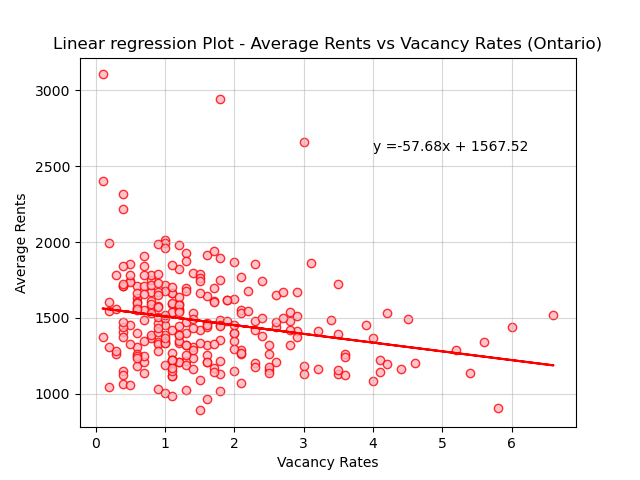 Linear regression Plot - Average Rents vs Vacancy Rates (Ontario)
3000
y =-57.68x + 1567.52
2500
2000
Average Rents
1500
1000
0 1 2 3 4 5 6
Vacancy Rates